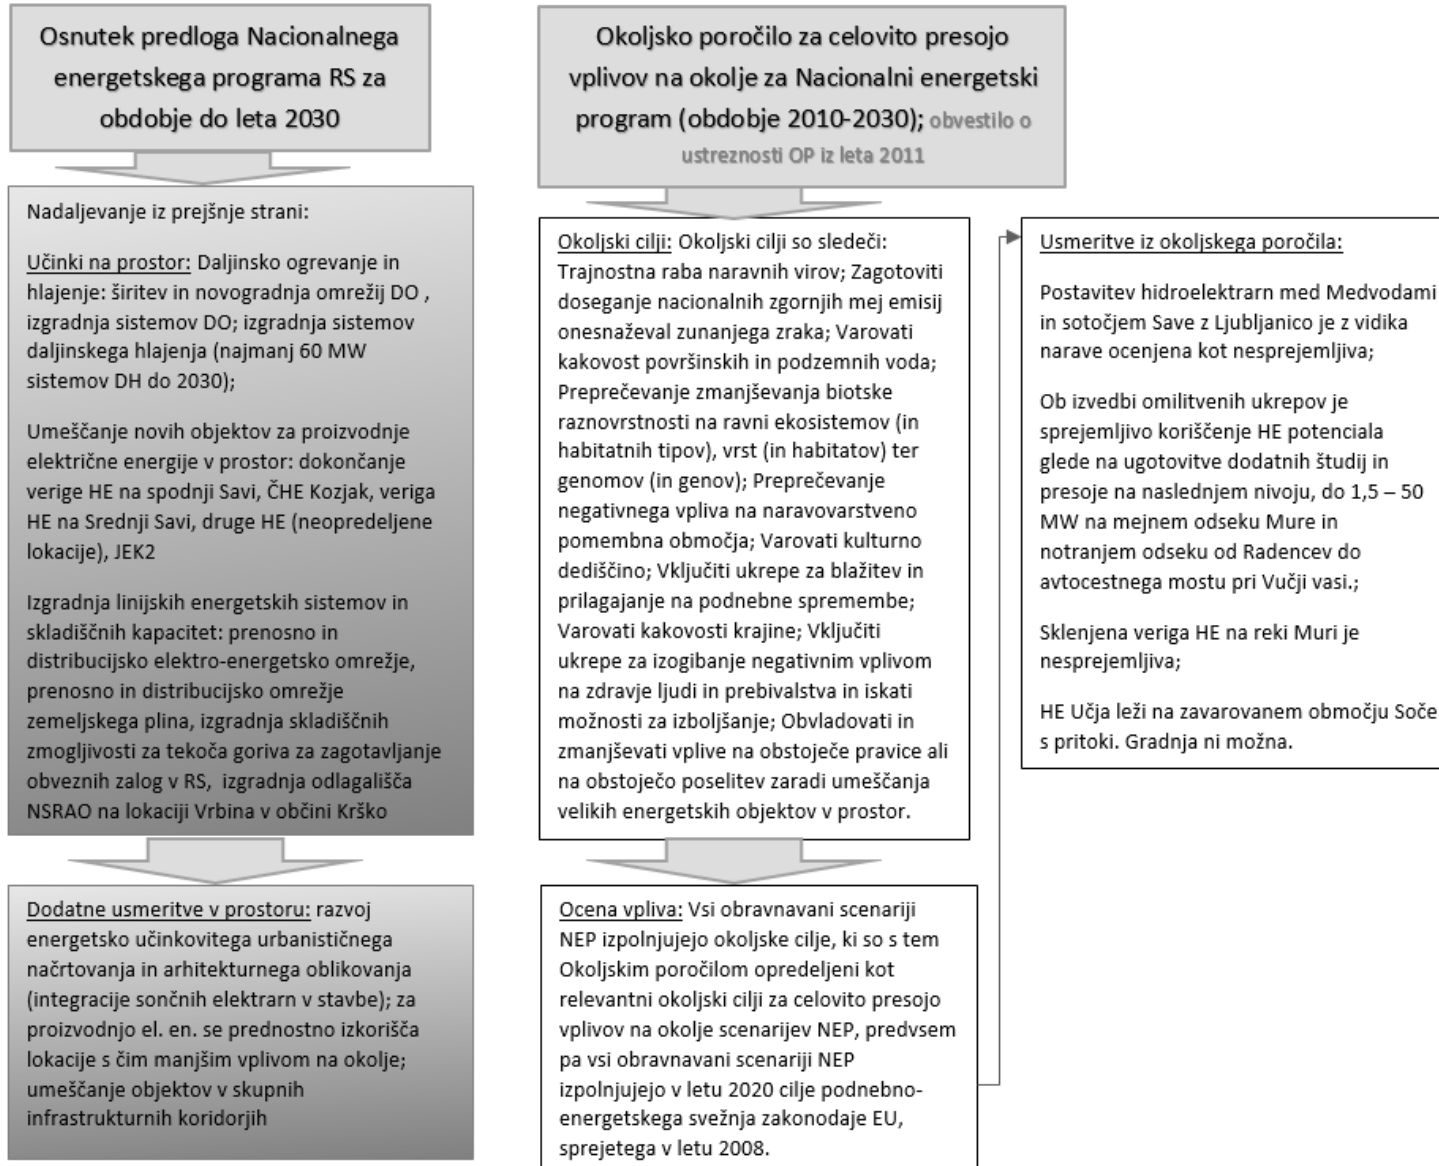 Osnutek predloga Nacionalnega
energetskega programa RS za
obdobje do leta 2030
Nadaljevanje iz prejšnje strani:
Učinki na prostor: Daljinsko ogrevanje in
hlajenje: širitev in novogradnja omrežij DO ,
izgradnja sistemov DO; izgradnja sistemov
daljinskega hlajenja (najmanj 60 MW
sistemov DH do 2030);
Umeščanje novih objektov za proizvodnje
električne energije v prostor: dokončanje
verige HE na spodnji Savi, ČHE Kozjak, veriga
HE na Srednji Savi, druge HE (neopredeljene
lokacije), JEK2
Izgradnja linijskih energetskih sistemov in
skladiščnih kapacitet: prenosno in
distribucijsko elektro-energetsko omrežje,
prenosno in distribucijsko omrežje
zemeljskega plina, izgradnja skladiščnih
zmogljivosti za tekoča goriva za zagotavljanje
obveznih zalog v RS, izgradnja odlagališča
NSRAO na lokaciji Vrbina v občini Krško
Dodatne usmeritve v prostoru: razvoj
energetsko učinkovitega urbanističnega
načrtovanja in arhitekturnega oblikovanja
(integracije sončnih elektrarn v stavbe); za
proizvodnjo el. en. se prednostno izkorišča
lokacije s čim manjšim vplivom na okolje;
umeščanje objektov v skupnih
infrastrukturnih koridorjih
Okoljsko poročilo za celovito presojo
vplivov na okolje za Nacionalni energetski
program (obdobje 2010-2030); obvestilo o
ustreznosti OP iz leta 2011
Okoljski cilji: Okoljski cilji so sledeči:
Trajnostna raba naravnih virov; Zagotoviti
doseganje nacionalnih zgornjih mej emisij
onesnaževal zunanjega zraka; Varovati
kakovost površinskih in podzemnih voda;
Preprečevanje zmanjševanja biotske
raznovrstnosti na ravni ekosistemov (in
habitatnih tipov), vrst (in habitatov) ter
genomov (in genov); Preprečevanje
negativnega vpliva na naravovarstveno
pomembna območja; Varovati kulturno
dediščino; Vključiti ukrepe za blažitev in
prilagajanje na podnebne spremembe;
Varovati kakovosti krajine; Vključiti
ukrepe za izogibanje negativnim vplivom
na zdravje ljudi in prebivalstva in iskati
možnosti za izboljšanje; Obvladovati in
zmanjševati vplive na obstoječe pravice ali
na obstoječo poselitev zaradi umeščanja
velikih energetskih objektov v prostor.
Ocena vpliva: Vsi obravnavani scenariji
NEP izpolnjujejo okoljske cilje, ki so s tem
Okoljskim poročilom opredeljeni kot
relevantni okoljski cilji za celovito presojo
vplivov na okolje scenarijev NEP, predvsem
pa vsi obravnavani scenariji NEP
izpolnjujejo v letu 2020 cilje podnebno-
energetskega svežnja zakonodaje EU,
sprejetega v letu 2008.
Usmeritve iz okoljskega poročila:
Postavitev hidroelektrarn med Medvodami
in sotočjem Save z Ljubljanico je z vidika
narave ocenjena kot nesprejemljiva;
Ob izvedbi omilitvenih ukrepov je
sprejemljivo koriščenje HE potenciala
glede na ugotovitve dodatnih študij in
presoje na naslednjem nivoju, do 1,5 – 50
MW na mejnem odseku Mure in
notranjem odseku od Radencev do
avtocestnega mostu pri Vučji vasi.;
Sklenjena veriga HE na reki Muri je
nesprejemljiva;
HE Učja leži na zavarovanem območju Soče
s pritoki. Gradnja ni možna.